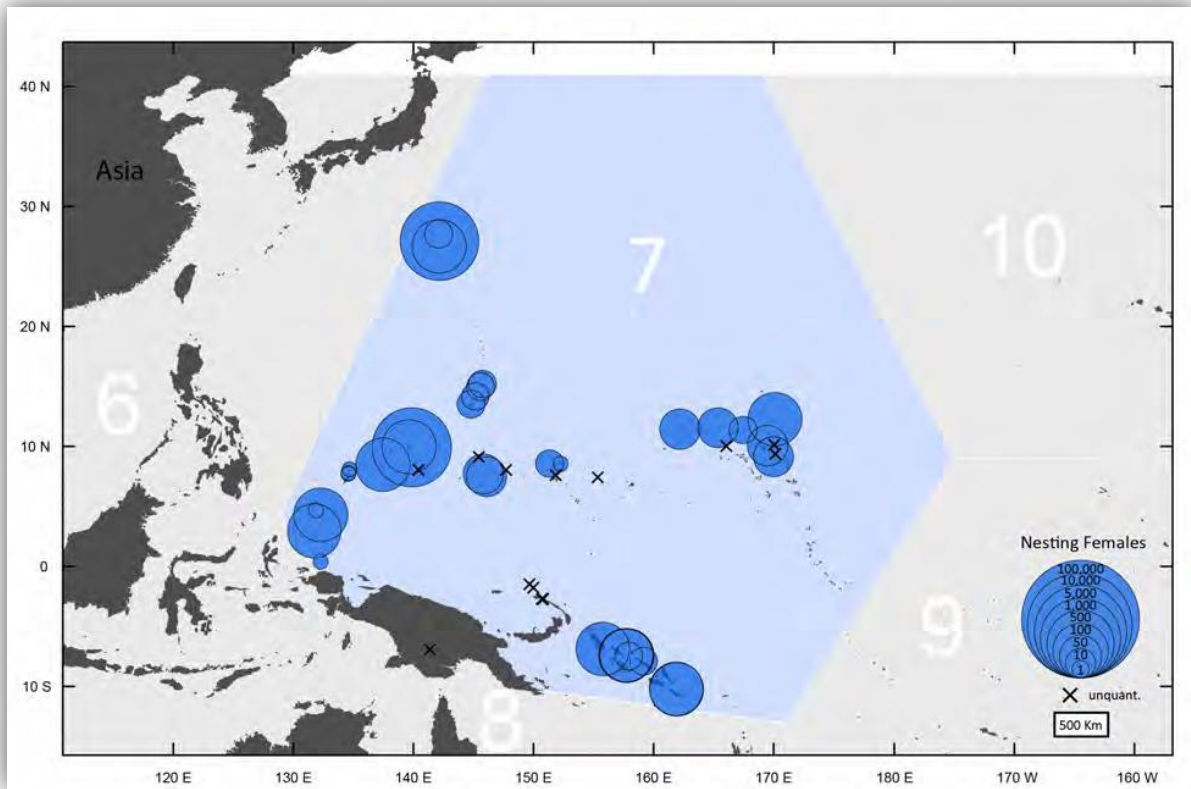 40 N
Asia
30 N
7
10
20 N
6
10 N
Nesting Females
100,000
10,000
5,000
1,000
500
100
50
10
1
0
9
unquant.
10 S
8
500 Km
120 E
130 E
140 E
150 E
160 E
170 E
180 E
170 W
160 W